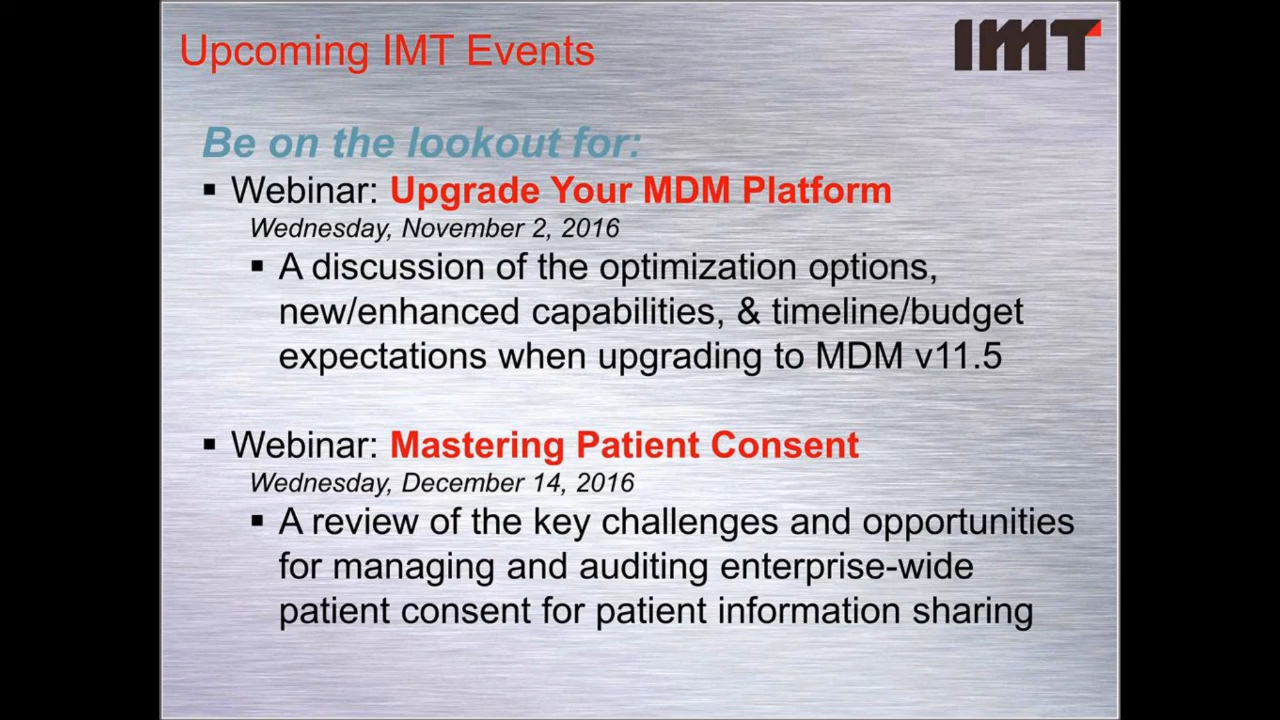 Upcoming IMT Events
IMT
Be on the lookout for:
▪ Webinar: Upgrade Your MDM Platform
Wednesday, November 2, 2016
▪ A discussion of the optimization options,
new/enhanced capabilities, & timeline/budget
expectations when upgrading to MDM v11.5
▪ Webinar: Mastering Patient Consent
Wednesday, December 14, 2016
▪ A review of the key challenges and opportunities
for managing and auditing enterprise-wide
patient consent for patient information sharing